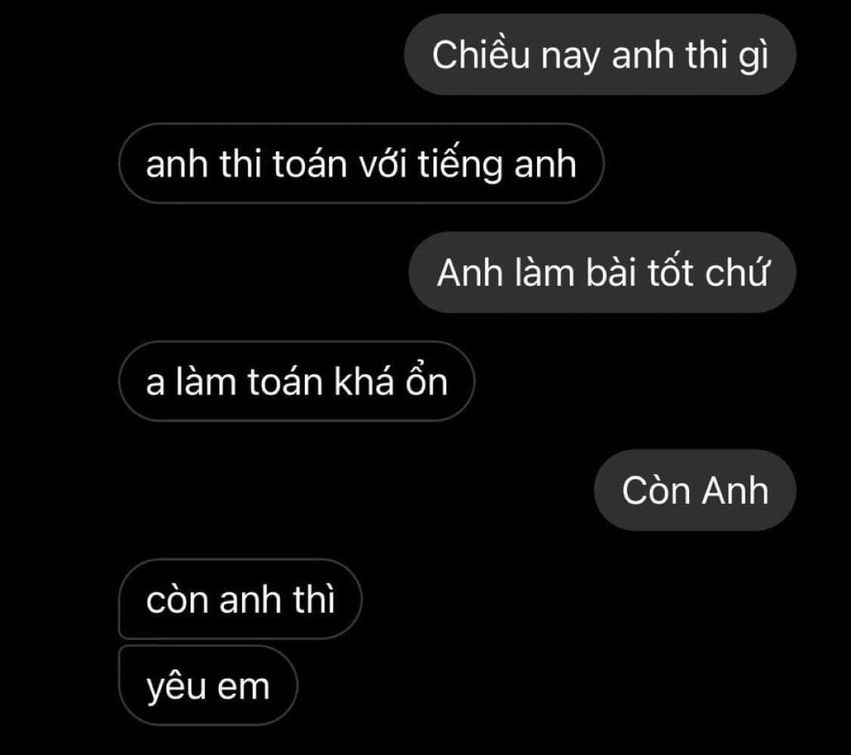 Chiều nay anh thi gì
anh thi toán với tiếng anh
Anh làm bài tốt chứ
a làm toán khá ổn
Còn Anh
còn anh thì
yêu em